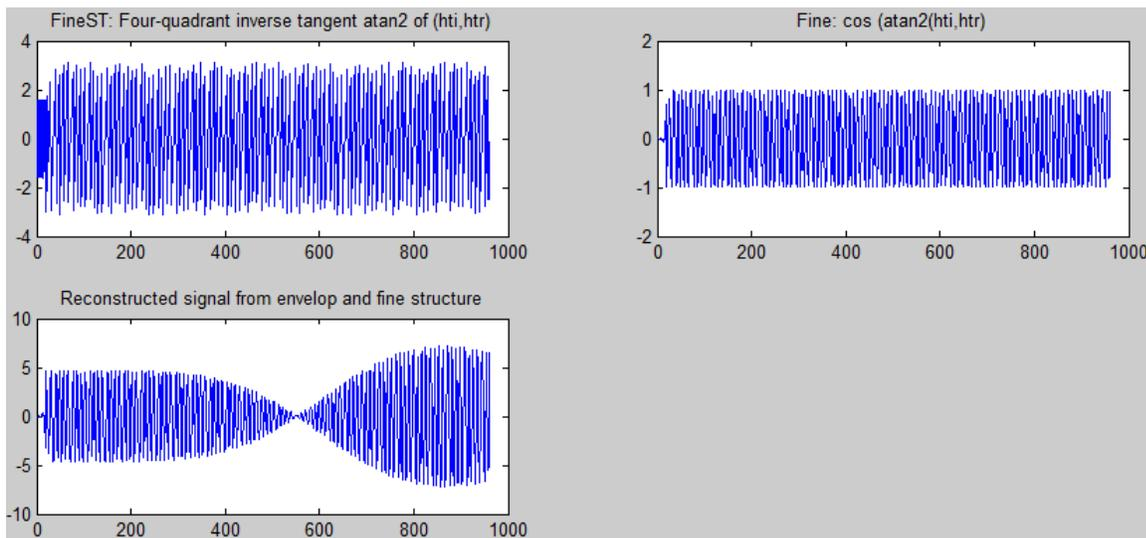 FineST: Four-quadrant inverse tangent atan2 of (hti,htr)
4
2
0
-2
-4
0 200 400 600 800 1000
Fine: cos (atan2(hti,htr)
2
1
0
-1
-2
0 200 400 600 800 1000
Reconstructed signal from envelop and fine structure
10
5
0
-5
-10
0 200 400 600 800 1000